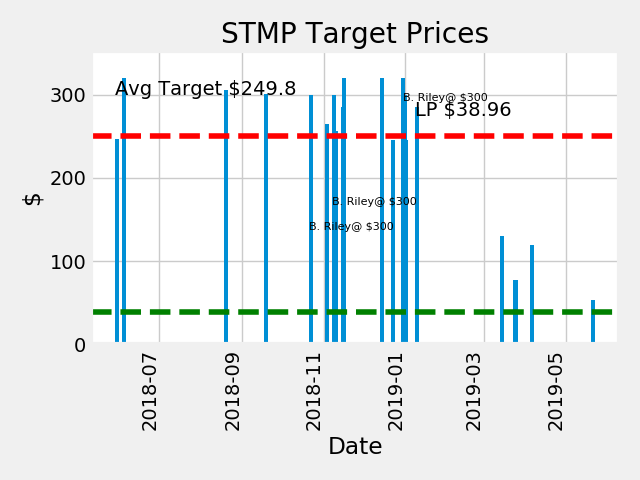 STMP Target Prices
Avg Target $249.8
B. Riley@ $300
LP $38.96
B. Riley@ $300
B. Riley@ $300
$
300
200
100
0
2018-07
2018-09
2018-11
2019-01
2019-03
2019-05
Date